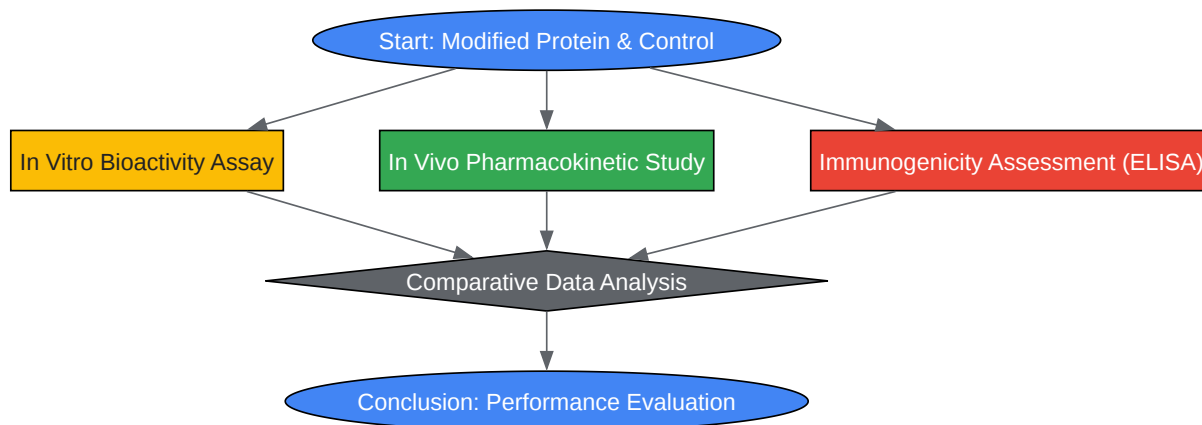 Start: Modified Protein & Control
In Vitro Bioactivity Assay
In Vivo Pharmacokinetic Study
Immunogenicity Assessment (ELISA)
Comparative Data Analysis
Conclusion: Performance Evaluation